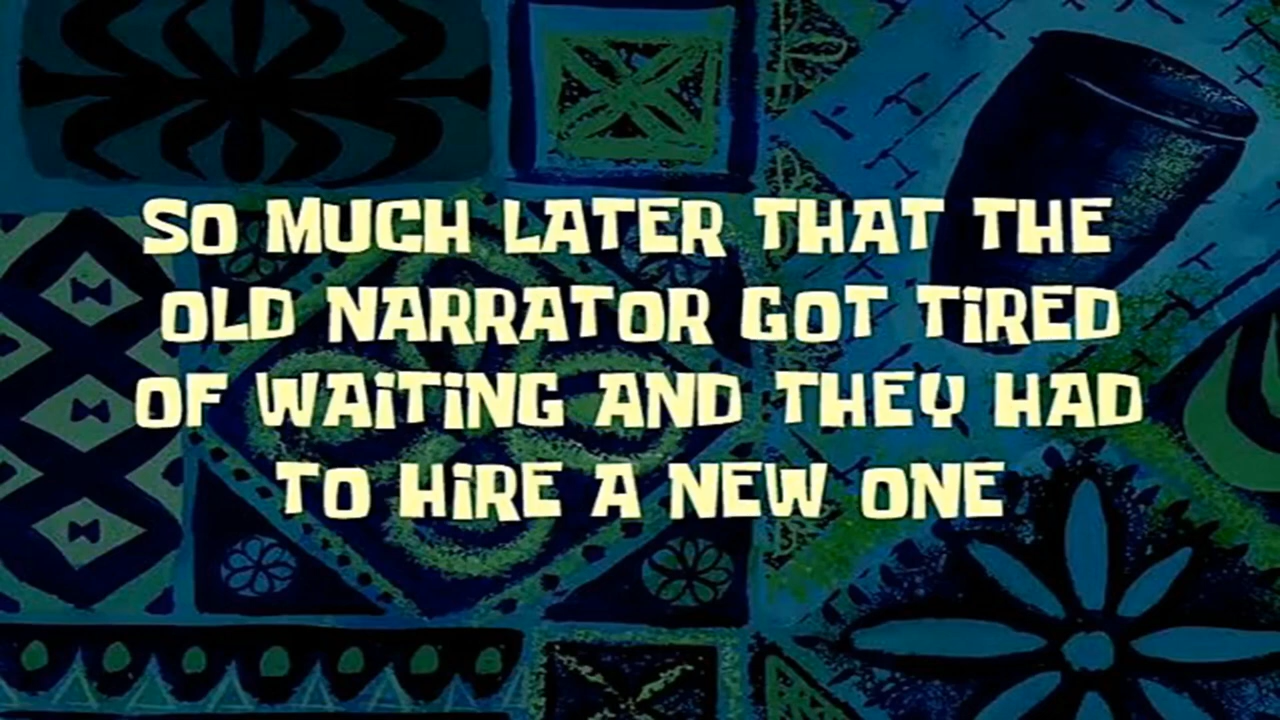 SO MUCH LATER THAT THE
OLD NARRATOR GOT TiRED
OF WAiTiNG AND THEY HAD
TO HiRE A NEW ONE